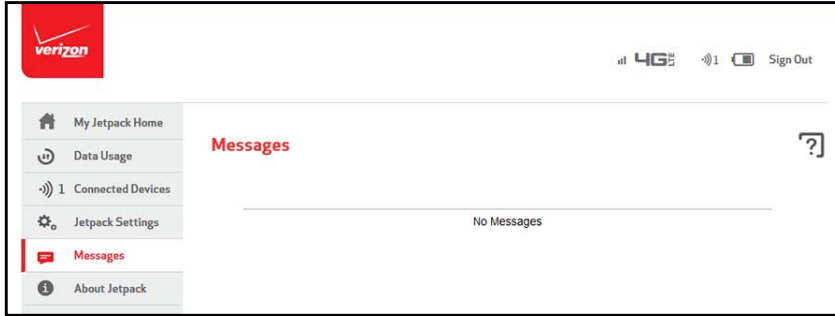 verizon
4G LTE 1 Sign Out
My Jetpack Home
Data Usage
1 Connected Devices
Jetpack Settings
Messages
About Jetpack
Messages
No Messages